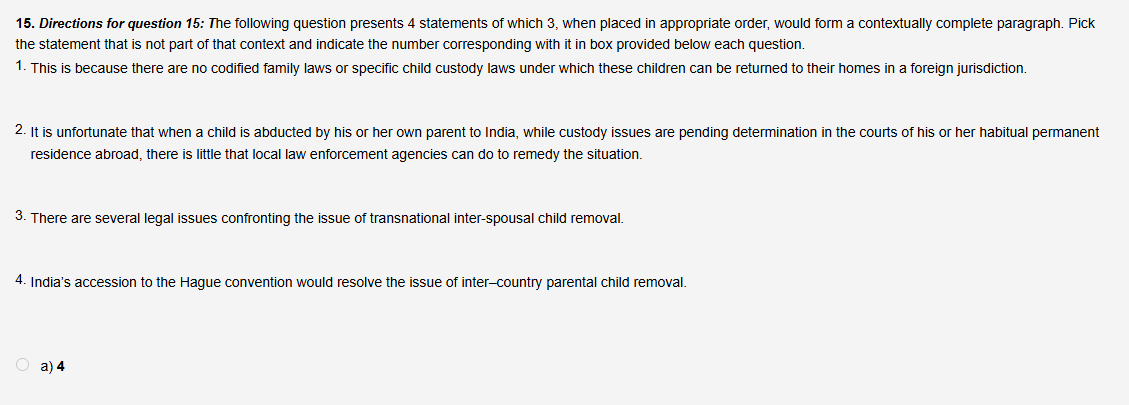 15. Directions for question 15: The following question presents 4 statements of which 3, when placed in appropriate order, would form a contextually complete paragraph. Pick
the statement that is not part of that context and indicate the number corresponding with it in box provided below each question.
1. This is because there are no codified family laws or specific child custody laws under which these children can be returned to their homes in a foreign jurisdiction.
2. It is unfortunate that when a child is abducted by his or her own parent to India, while custody issues are pending determination in the courts of his or her habitual permanent
residence abroad, there is little that local law enforcement agencies can do to remedy the situation.
3. There are several legal issues confronting the issue of transnational inter-spousal child removal.
4. India's accession to the Hague convention would resolve the issue of inter–country parental child removal.
a) 4